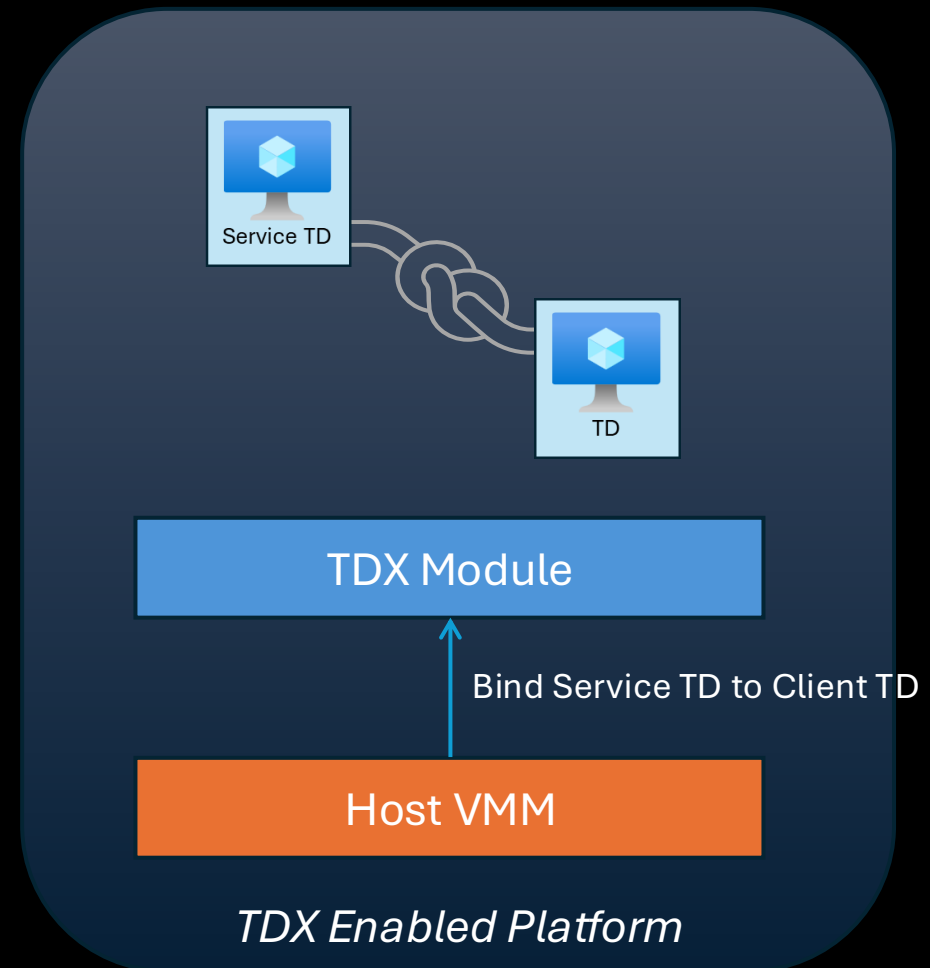 Service TD
TD
TDX Module
Bind Service TD to Client TD
Host VMM
TDX Enabled Platform